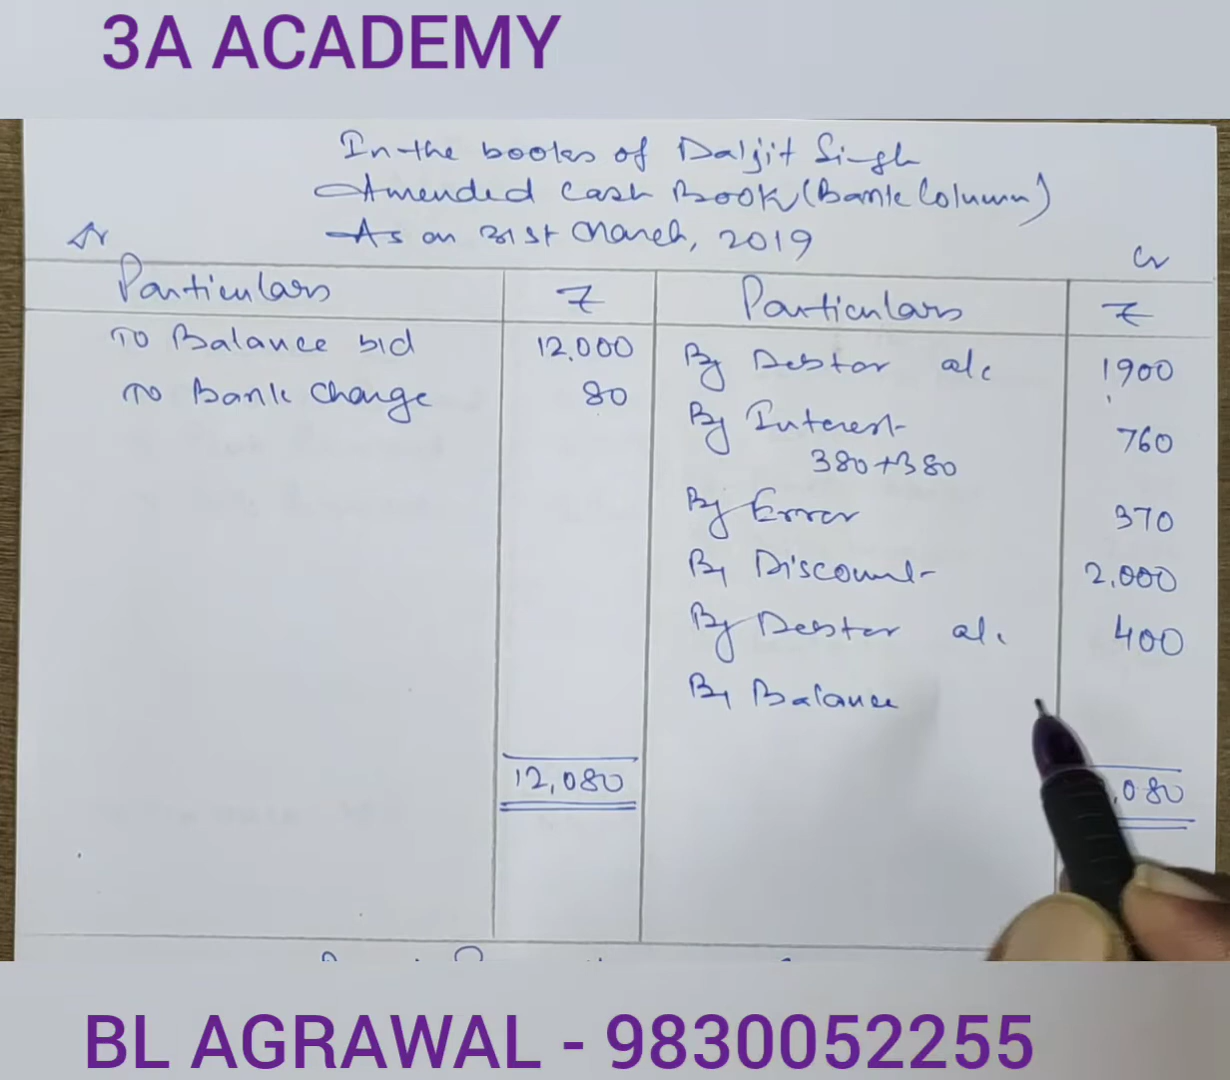 3A ACADEMY
In the books of Daljit Singh
Amended Cash Book (Bank Column)
As on 31st March, 2019
Dr
Cr
Particulars ₹ Particulars ₹
To Balance b/d 12,000
By Debtor a/c 1900
To Bank Charge 80
By Interest 760
380+380
By Error 370
By Discount 2,000
By Debtor a/c 400
By Balance
12,080
,080
BL AGRAWAL - 9830052255